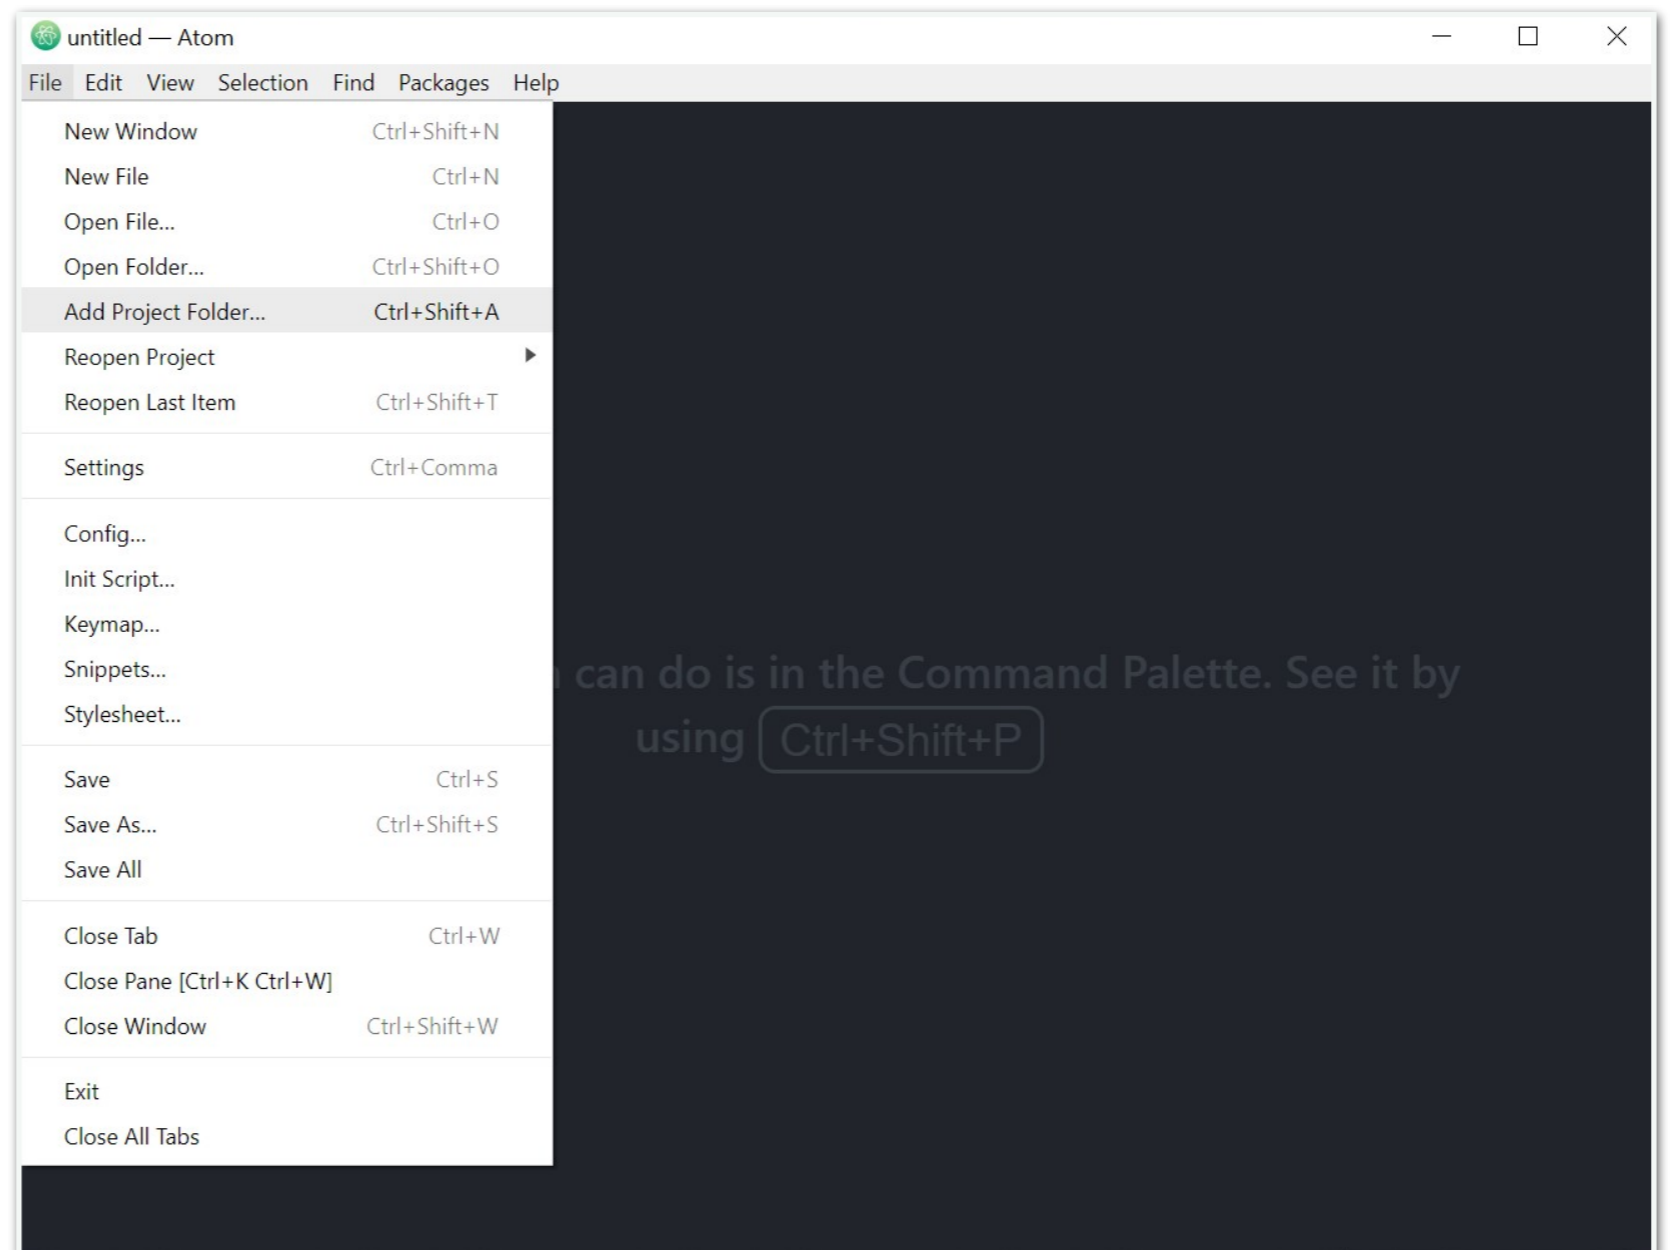 untitled — Atom
File Edit View Selection Find Packages Help
New Window Ctrl+Shift+N
New File Ctrl+N
Open File... Ctrl+O
Open Folder... Ctrl+Shift+O
Add Project Folder... Ctrl+Shift+A
Reopen Project
Reopen Last Item Ctrl+Shift+T
Settings Ctrl+Comma
Config...
Init Script...
Keymap...
Snippets...
Stylesheet...
can do is in the Command Palette. See it by
using Ctrl+Shift+P
Save Ctrl+S
Save As... Ctrl+Shift+S
Save All
Close Tab Ctrl+W
Close Pane [Ctrl+K Ctrl+W]
Close Window Ctrl+Shift+W
Exit
Close All Tabs